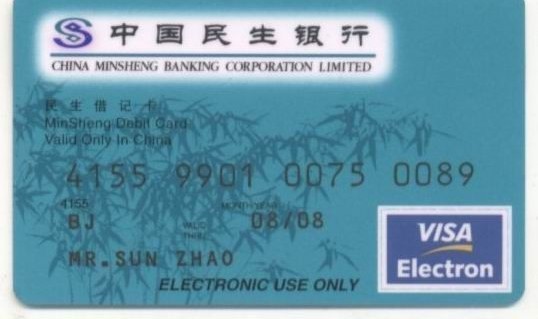 中国民生银行
CHINA MINSHENG BANKING CORPORATION LIMITED
民生借记卡
MinSheng Debit Card
Valid Only In China
4155 9901 0075 0089
4155
MONTH/YEAR
BJ VALID THRU 08/08
MR.SUN ZHAO
ELECTRONIC USE ONLY
VISA
Electron